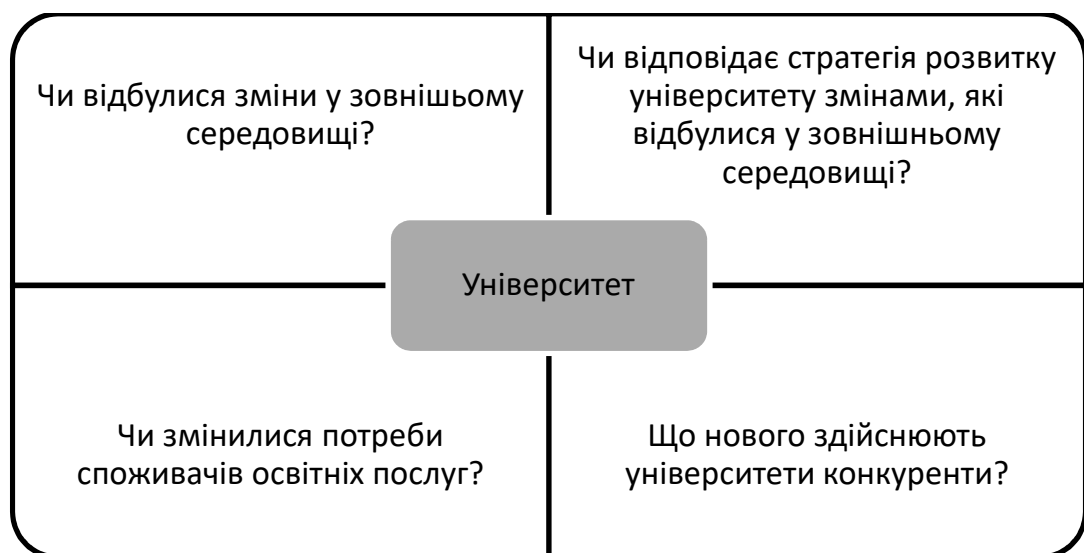 Чи відбулися зміни у зовнішьому
середовищі?
Чи відповідає стратегія розвитку
університету змінами, які
відбулися у зовнішньому
середовищі?
Університет
Чи змінилися потреби
споживачів освітніх послуг?
Що нового здійснюють
університети конкуренти?